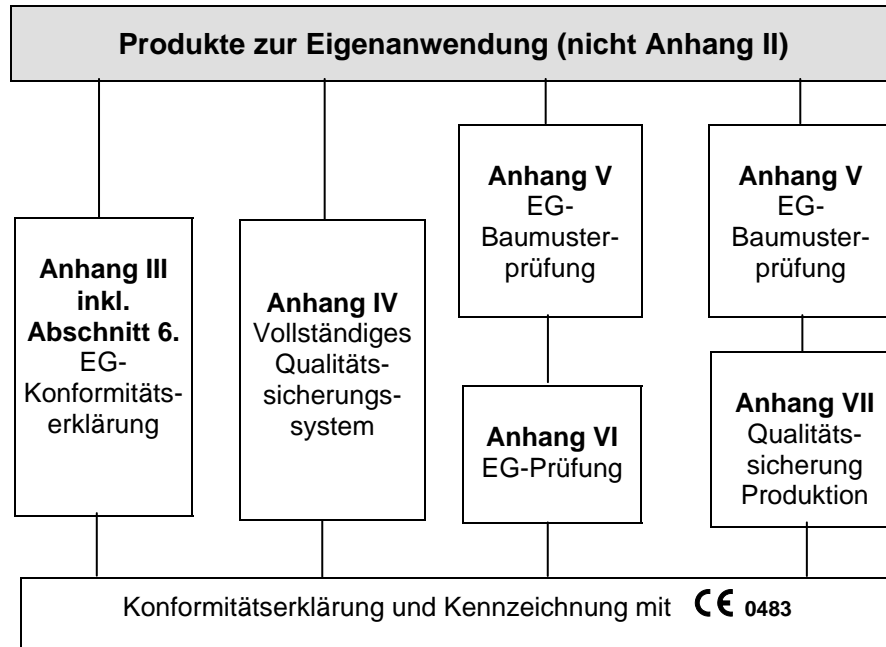 Produkte zur Eigenanwendung (nicht Anhang II)
Anhang III
inkl.
Abschnitt 6.
EG-
Konformitäts-
erklärung
Anhang IV
Vollständiges
Qualitäts-
sicherungs-
system
Anhang V
EG-
Baumuster-
prüfung
Anhang VI
EG-Prüfung
Anhang V
EG-
Baumuster-
prüfung
Anhang VII
Qualitäts-
sicherung
Produktion
Konformitätserklärung und Kennzeichnung mit CE 0483